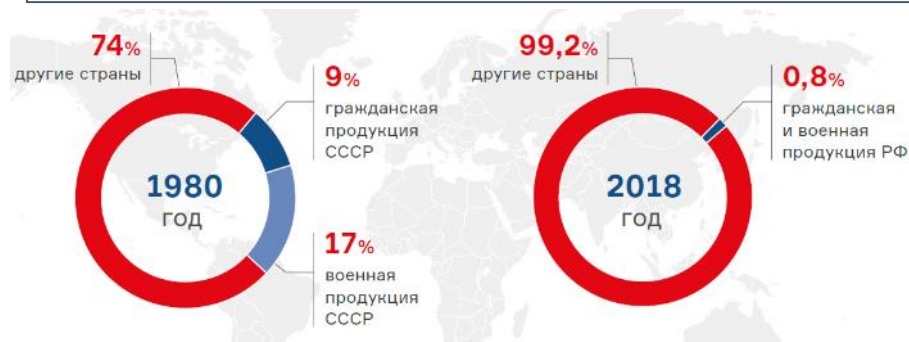 74%
другие страны
9%
гражданская
продукция
СССР
1980
ГОД
17%
военная
продукция
СССР
99,2%
другие страны
0,8%
гражданская
и военная
продукция РФ
2018
ГОД